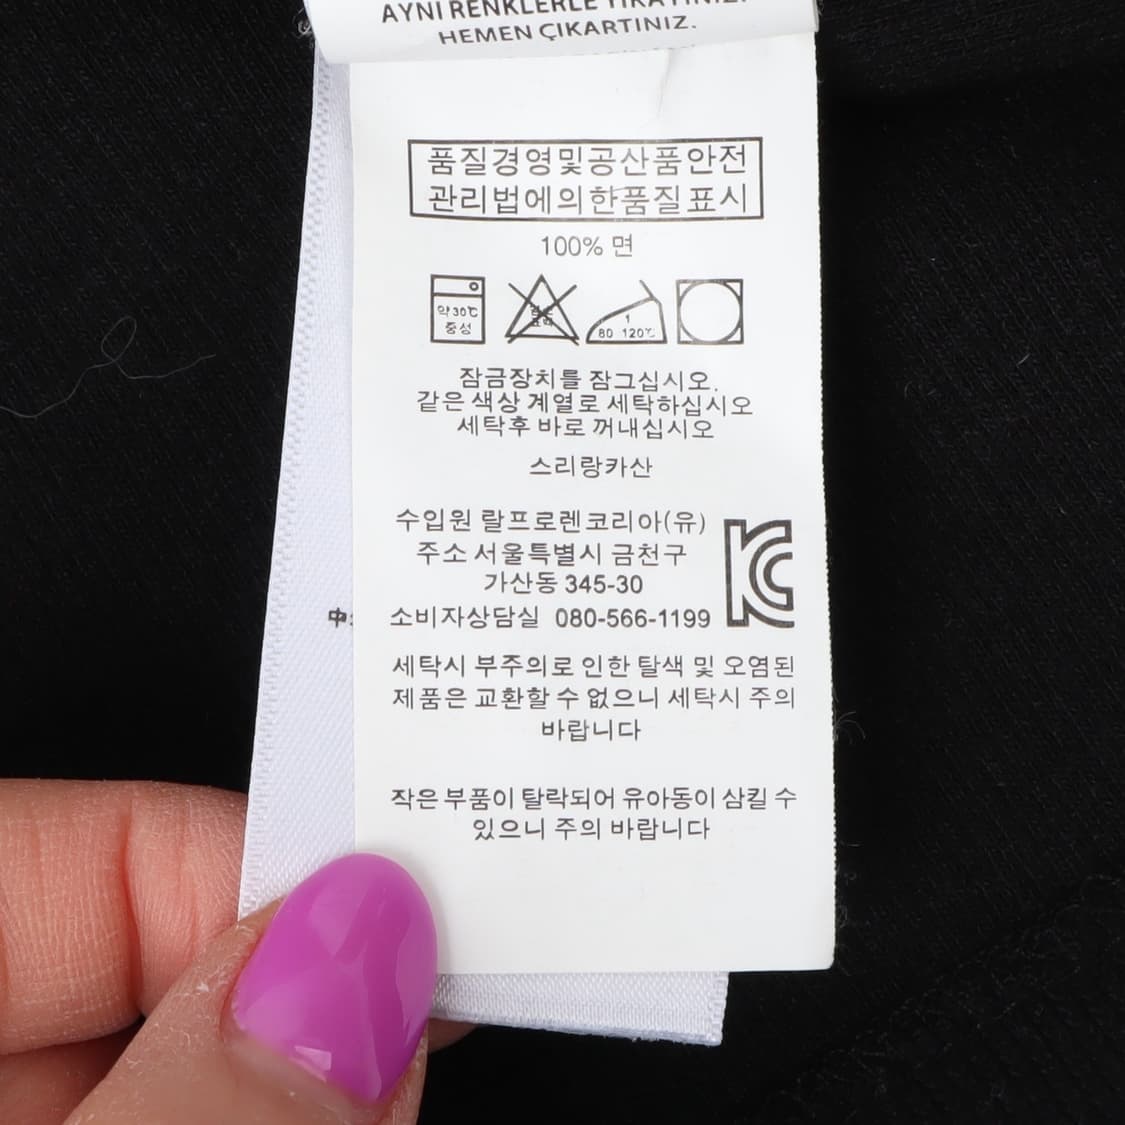 AYNI RENKLERLE YIKAYINIZ.
HEMEN ÇIKARTINIZ.
품질경영및공산품안전
관리법에의한품질표시
100% 면
약30℃
중성
1
80 120℃
잠금장치를 잠그십시오.
같은 색상 계열로 세탁하십시오
세탁후 바로 꺼내십시오
스리랑카산
수입원 랄프로렌코리아(유)
주소 서울특별시 금천구
가산동 345-30
소비자상담실 080-566-1199
中
세탁시 부주의로 인한 탈색 및 오염된
제품은 교환할 수 없으니 세탁시 주의
바랍니다
작은 부품이 탈락되어 유아동이 삼킬 수
있으니 주의 바랍니다